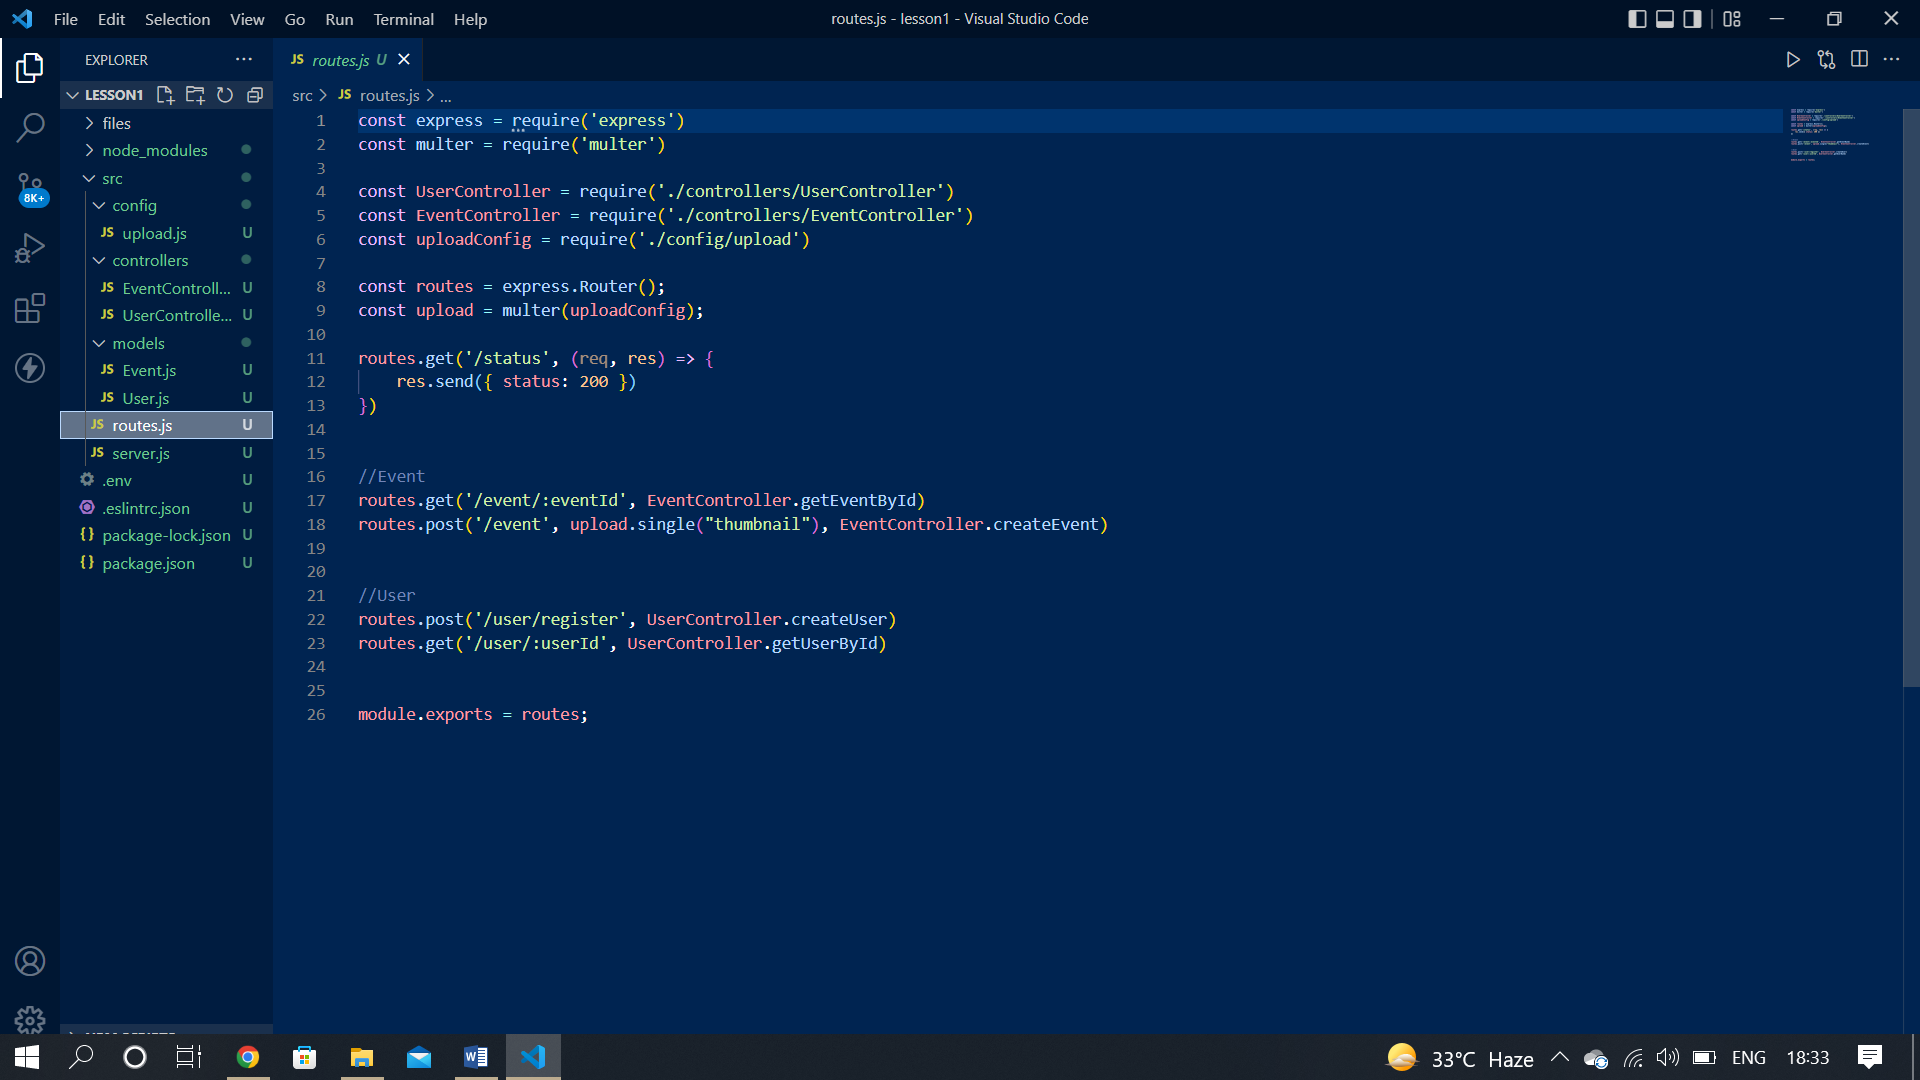 File Edit Selection View Go Run Terminal Help
routes.js - lesson1 - Visual Studio Code
EXPLORER
JS routes.js U
LESSON1
src > JS routes.js > ...
files
node_modules
src
config
JS upload.js U
controllers
JS EventControll... U
JS UserControlle... U
models
JS Event.js U
JS User.js U
JS routes.js U
JS server.js U
.env U
.eslintrc.json U
{} package-lock.json U
{} package.json U
8K+
1 const express = require('express')
2 const multer = require('multer')
3
4 const UserController = require('./controllers/UserController')
5 const EventController = require('./controllers/EventController')
6 const uploadConfig = require('./config/upload')
7
8 const routes = express.Router();
9 const upload = multer(uploadConfig);
10
11 routes.get('/status', (req, res) => {
12 res.send({ status: 200 })
13 })
14
15
16 //Event
17 routes.get('/event/:eventId', EventController.getEventById)
18 routes.post('/event', upload.single("thumbnail"), EventController.createEvent)
19
20
21 //User
22 routes.post('/user/register', UserController.createUser)
23 routes.get('/user/:userId', UserController.getUserById)
24
25
26 module.exports = routes;
33°C Haze
ENG
18:33